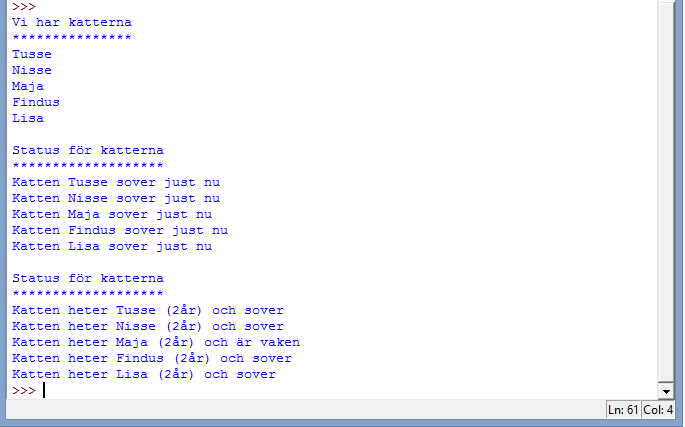 >>>
Vi har katterna
***************
Tusse
Nisse
Maja
Findus
Lisa
Status för katterna
*******************
Katten Tusse sover just nu
Katten Nisse sover just nu
Katten Maja sover just nu
Katten Findus sover just nu
Katten Lisa sover just nu
Status för katterna
*******************
Katten heter Tusse (2år) och sover
Katten heter Nisse (2år) och sover
Katten heter Maja (2år) och är vaken
Katten heter Findus (2år) och sover
Katten heter Lisa (2år) och sover
>>>
Ln: 61 Col: 4